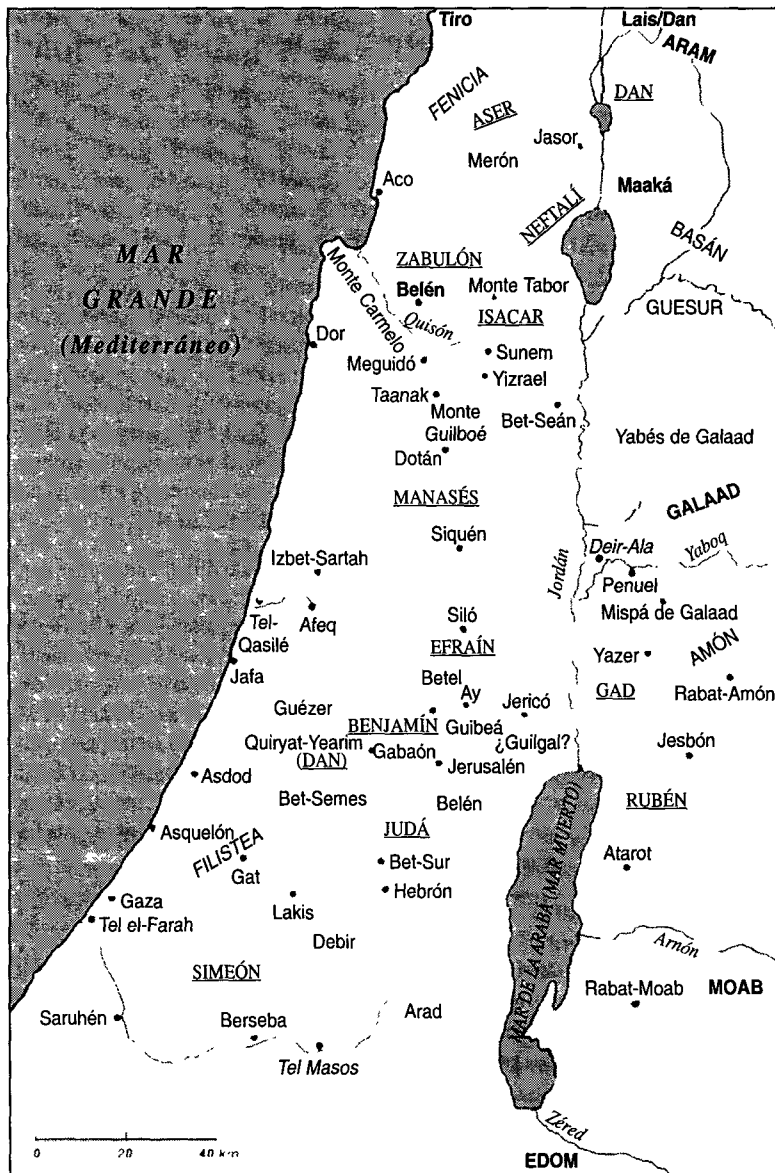 Tiro
Lais/Dan
ARAM
FENICIA
DAN
ASER
Jasor
Merón
Aco
Maaká
NEFTALÍ
BASÁN
MAR
GRANDE
(Mediterráneo)
ZABULÓN
Belén
Monte Tabor
Monte Carmelo
Quisón
ISACAR
GUESUR
Dor
Sunem
Meguidó
Yizrael
Taanak
Monte
Guilboé
Bet-Seán
Dotán
Yabés de Galaad
MANASÉS
GALAAD
Siquén
Izbet-Sartah
Jordán
Deir-Ala
Yaboq
Penuel
Mispá de Galaad
Tel-
Qasilé
Afeq
Siló
EFRAÍN
Jafa
Yazer
AMÓN
Rabat-Amón
Betel
Ay
GAD
Guézer
Jericó
BENJAMÍN
Guibeá
¿Guilgal?
Quiryat-Yearim
(DAN)
Gabaón
Jerusalén
Jesbón
Asdod
Bet-Semes
Belén
RUBÉN
Asquelón
JUDÁ
FILISTEA
Gat
Bet-Sur
Atarot
Gaza
Lakis
Hebrón
Tel el-Farah
Debir
MAR DE LA ARABÁ (MAR MUERTO)
Arnón
SIMEÓN
Rabat-Moab
MOAB
Saruhén
Berseba
Arad
Tel Masos
Zéred
EDOM
0 20 40 km